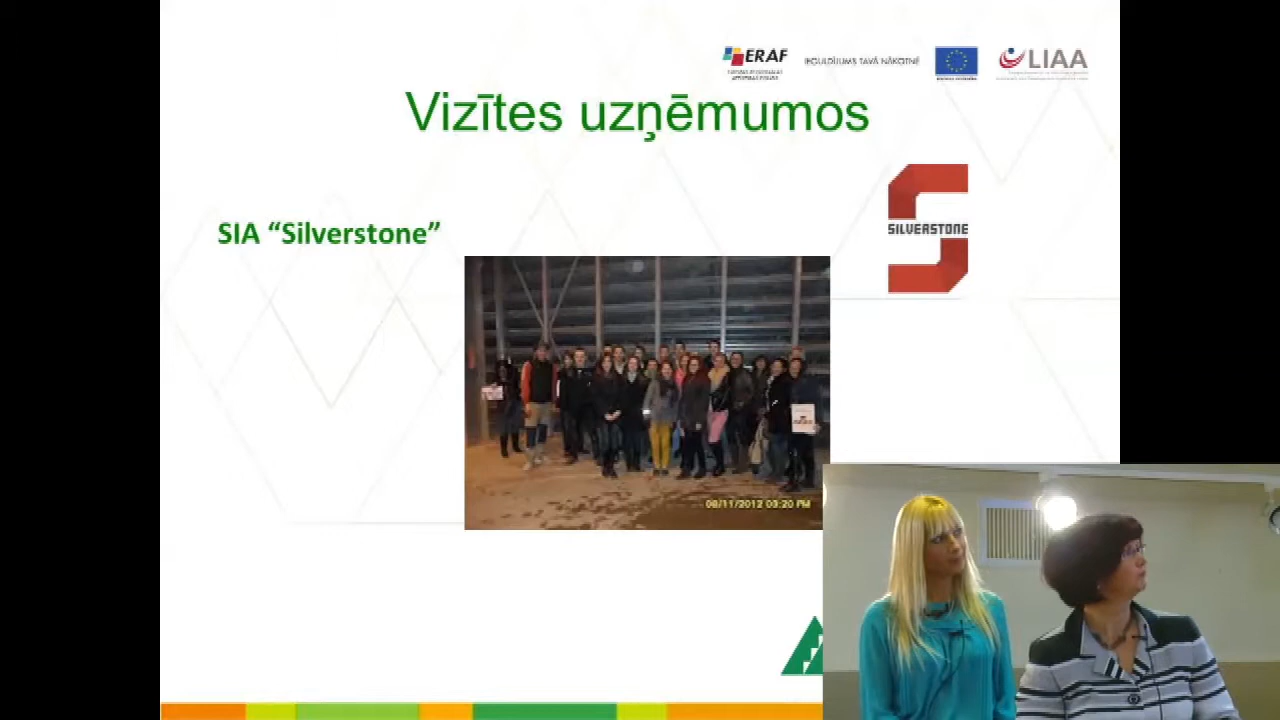 ERAF
IEGULDĪJUMS TAVĀ NĀKOTNĒ
LIAA
Vizītes uzņēmumos
SIA “Silverstone”
SILVERSTONE
08/11/2012 03:20 PM